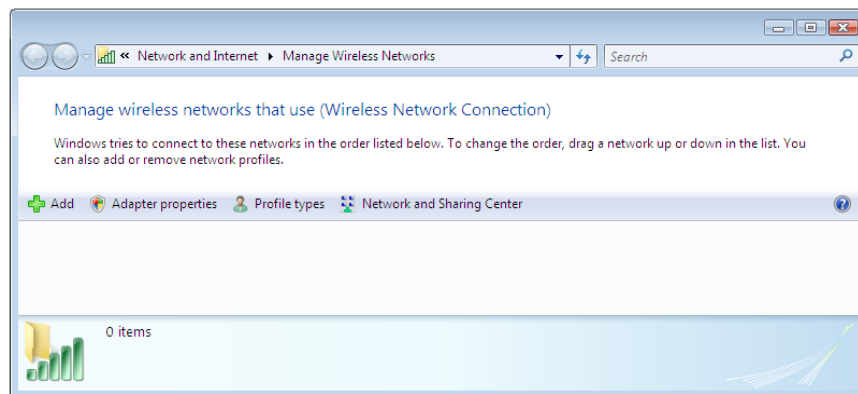 « Network and Internet ▸ Manage Wireless Networks Search
Manage wireless networks that use (Wireless Network Connection)
Windows tries to connect to these networks in the order listed below. To change the order, drag a network up or down in the list. You
can also add or remove network profiles.
Add Adapter properties Profile types Network and Sharing Center
0 items